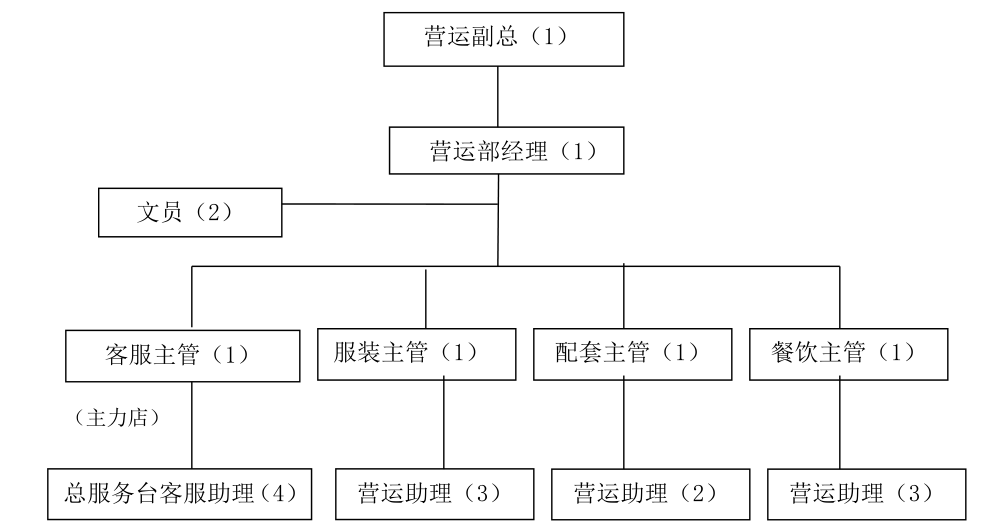 营运副总（1）
营运部经理（1）
文员（2）
客服主管（1）
服装主管（1）
配套主管（1）
餐饮主管（1）
（主力店）
总服务台客服助理（4）
营运助理（3）
营运助理（2）
营运助理（3）